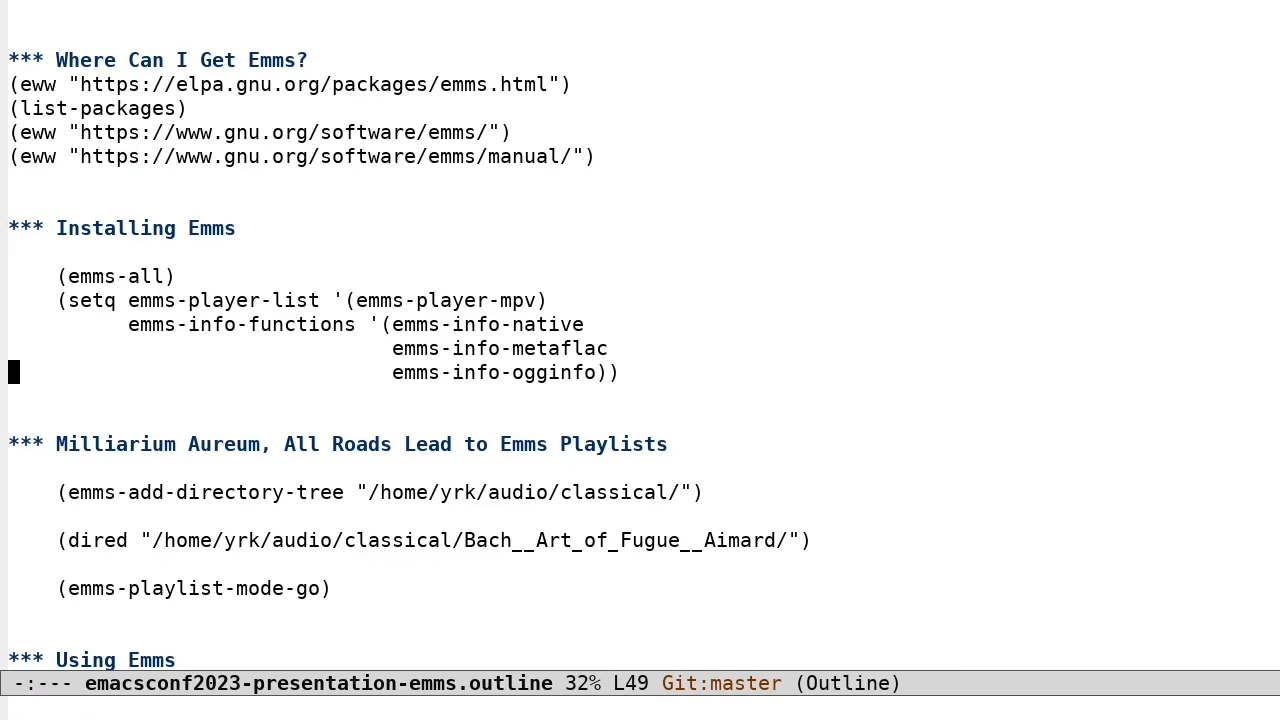 *** Where Can I Get Emms?
(eww "https://elpa.gnu.org/packages/emms.html")
(list-packages)
(eww "https://www.gnu.org/software/emms/")
(eww "https://www.gnu.org/software/emms/manual/")
*** Installing Emms
(emms-all)
(setq emms-player-list '(emms-player-mpv)
emms-info-functions '(emms-info-native
emms-info-metaflac
emms-info-ogginfo))
*** Milliarium Aureum, All Roads Lead to Emms Playlists
(emms-add-directory-tree "/home/yrk/audio/classical/")
(dired "/home/yrk/audio/classical/Bach__Art_of_Fugue__Aimard/")
(emms-playlist-mode-go)
*** Using Emms
-:--- emacsconf2023-presentation-emms.outline 32% L49 Git:master (Outline)